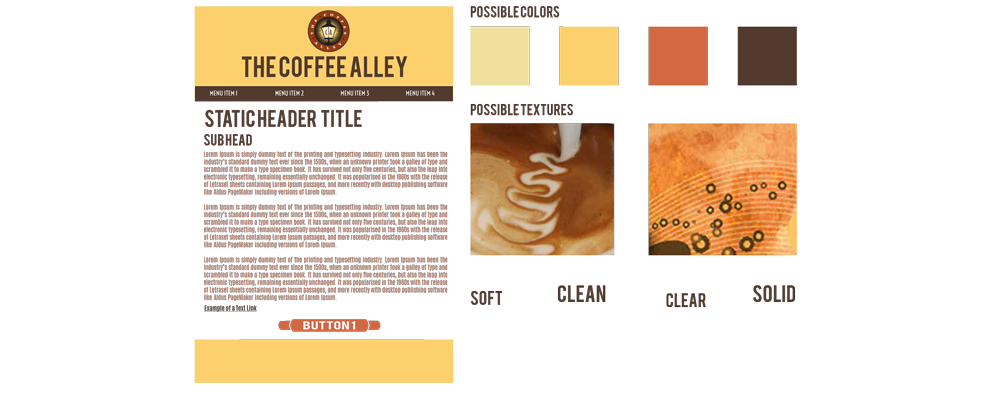 THE COFFEE
ALLEY
THE COFFEE ALLEY
MENU ITEM 1 MENU ITEM 2 MENU ITEM 3 MENU ITEM 4
STATIC HEADER TITLE
SUBHEAD
Lorem Ipsum is simply dummy text of the printing and typesetting industry. Lorem Ipsum has been the
industry's standard dummy text ever since the 1500s, when an unknown printer took a galley of type and
scrambled it to make a type specimen book. It has survived not only five centuries, but also the leap into
electronic typesetting, remaining essentially unchanged. It was popularised in the 1960s with the release
of Letraset sheets containing Lorem Ipsum passages, and more recently with desktop publishing software
like Aldus PageMaker including versions of Lorem Ipsum.
Lorem Ipsum is simply dummy text of the printing and typesetting industry. Lorem Ipsum has been the
industry's standard dummy text ever since the 1500s, when an unknown printer took a galley of type and
scrambled it to make a type specimen book. It has survived not only five centuries, but also the leap into
electronic typesetting, remaining essentially unchanged. It was popularised in the 1960s with the release
of Letraset sheets containing Lorem Ipsum passages, and more recently with desktop publishing software
like Aldus PageMaker including versions of Lorem Ipsum.
Lorem Ipsum is simply dummy text of the printing and typesetting industry. Lorem Ipsum has been the
industry's standard dummy text ever since the 1500s, when an unknown printer took a galley of type and
scrambled it to make a type specimen book. It has survived not only five centuries, but also the leap into
electronic typesetting, remaining essentially unchanged. It was popularised in the 1960s with the release
of Letraset sheets containing Lorem Ipsum passages, and more recently with desktop publishing software
like Aldus PageMaker including versions of Lorem Ipsum.
Example of a Text Link
BUTTON 1
POSSIBLE COLORS
POSSIBLE TEXTURES
SOFT CLEAN CLEAR SOLID